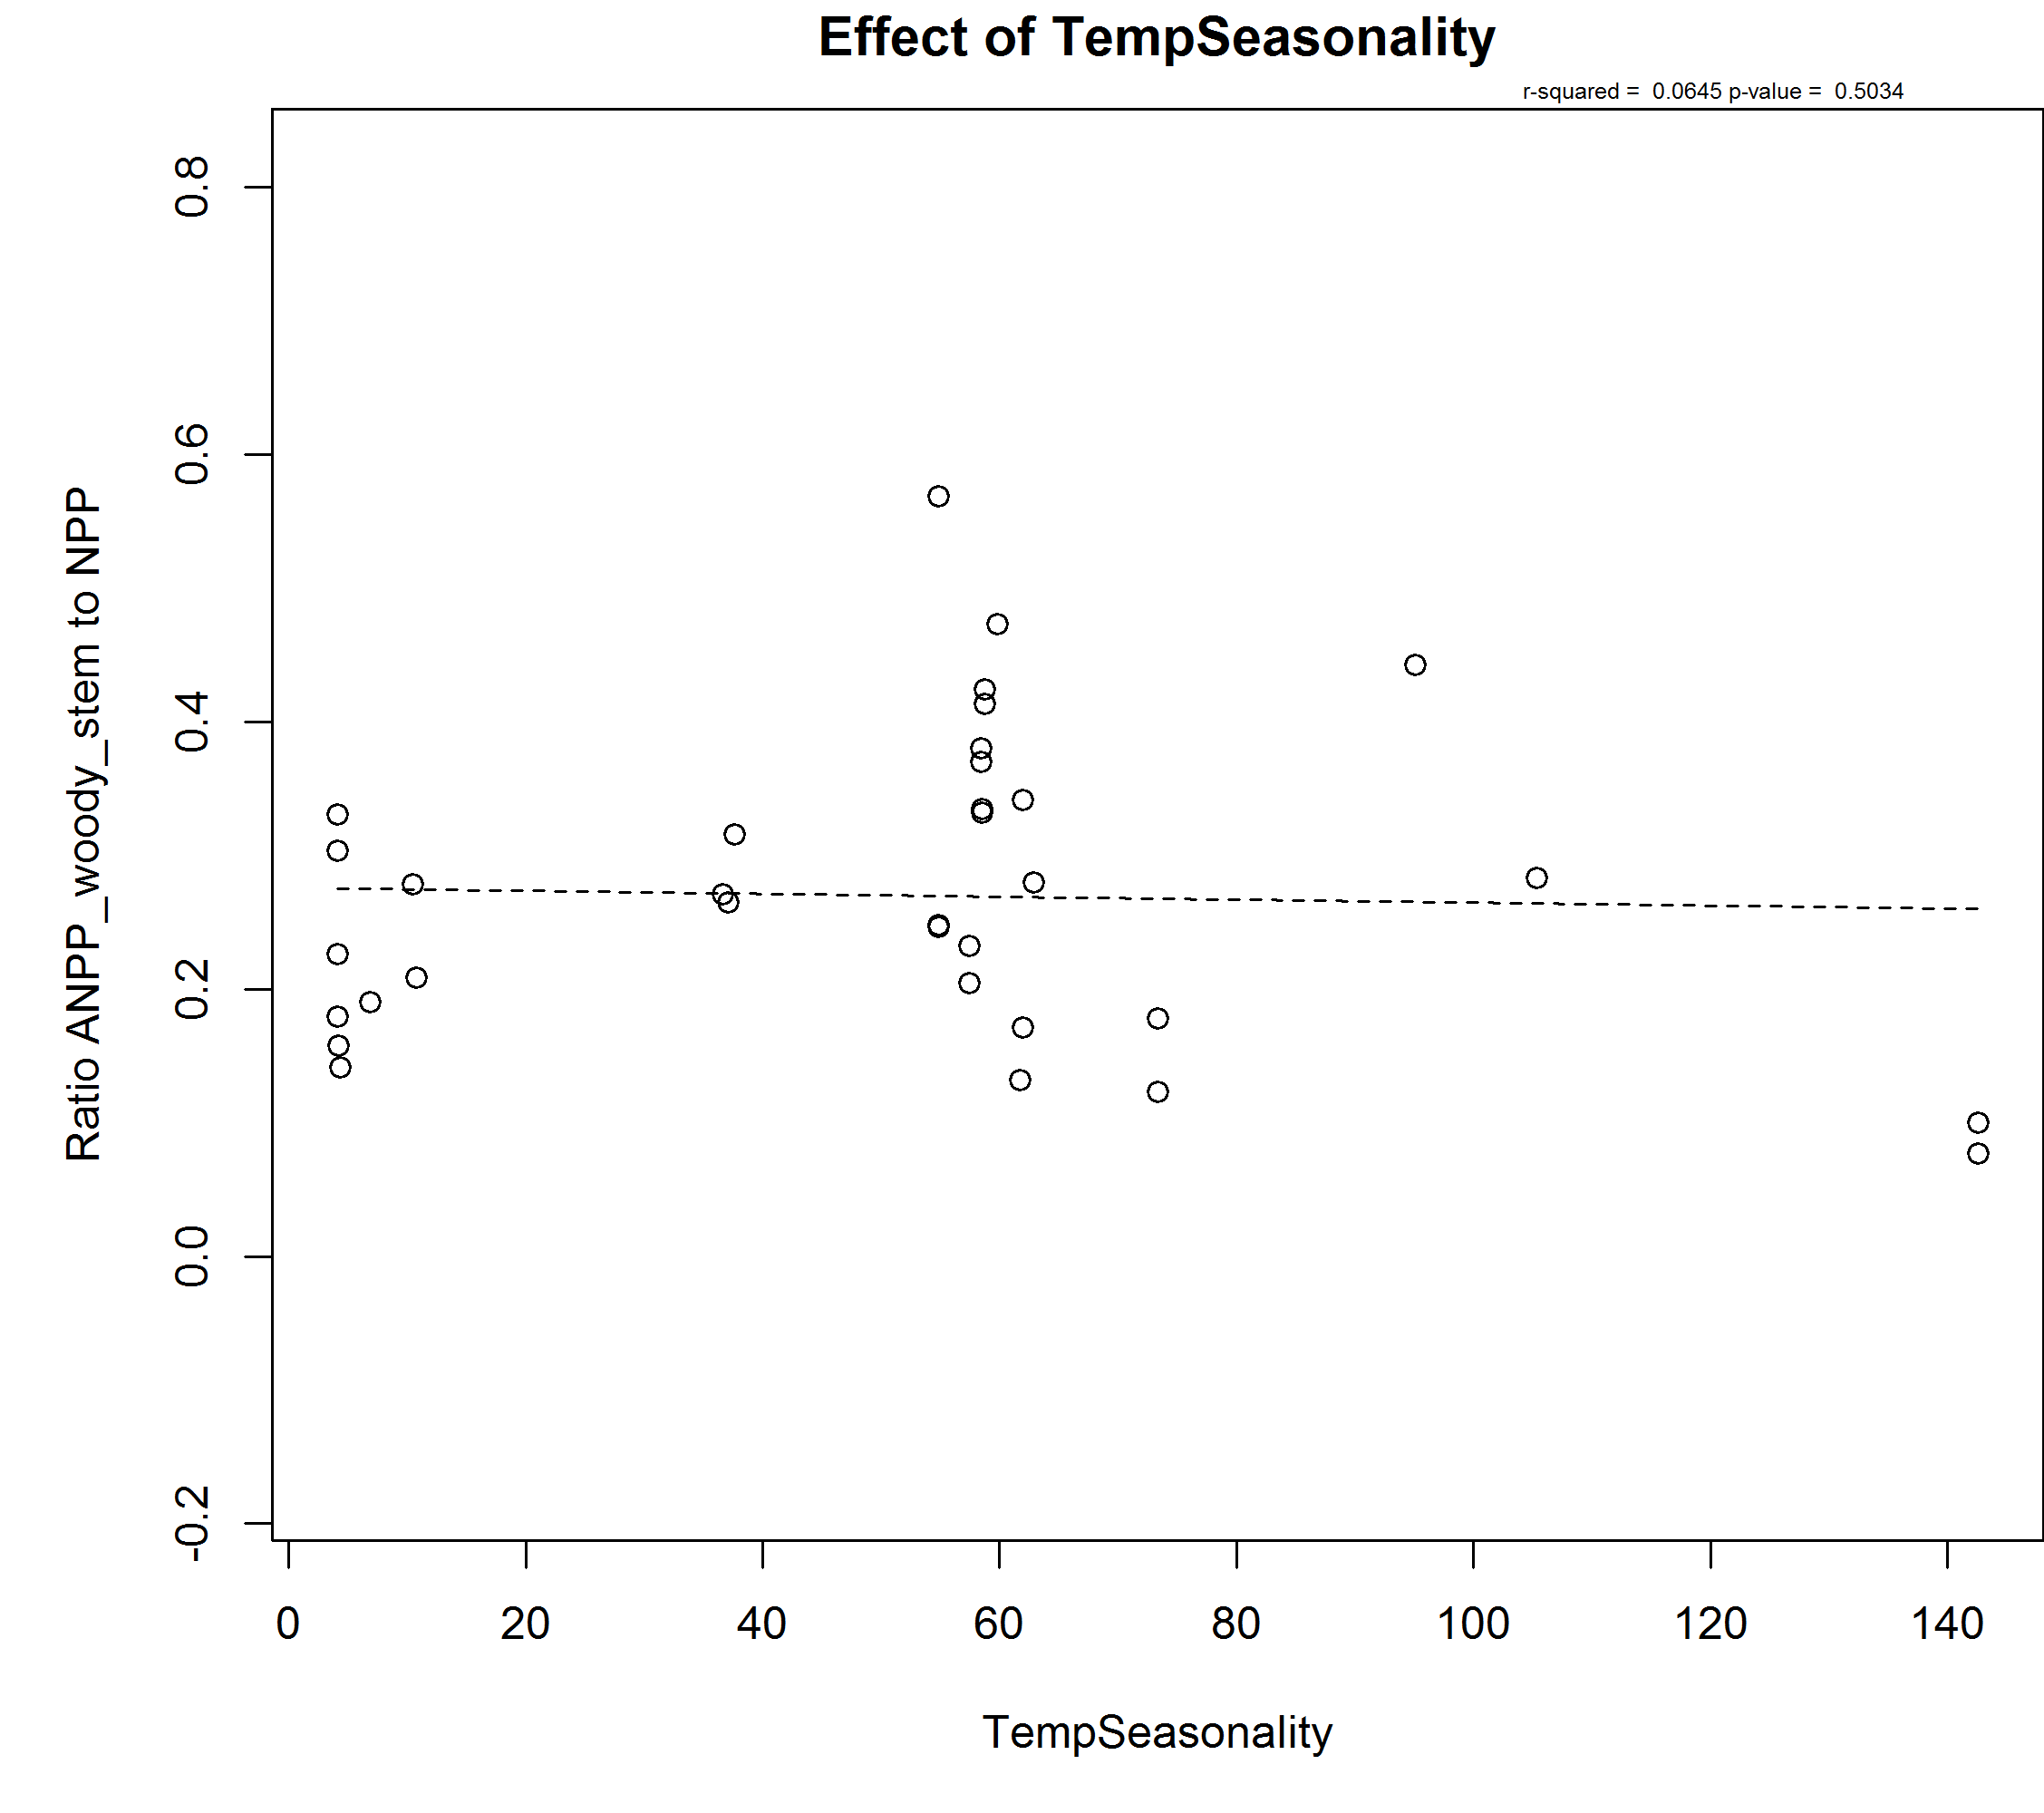 Effect of TempSeasonality
r-squared = 0.0645 p-value = 0.5034
Ratio ANPP_woody_stem to NPP
0.8
0.6
0.4
0.2
0.0
-0.2
0 20 40 60 80 100 120 140
TempSeasonality